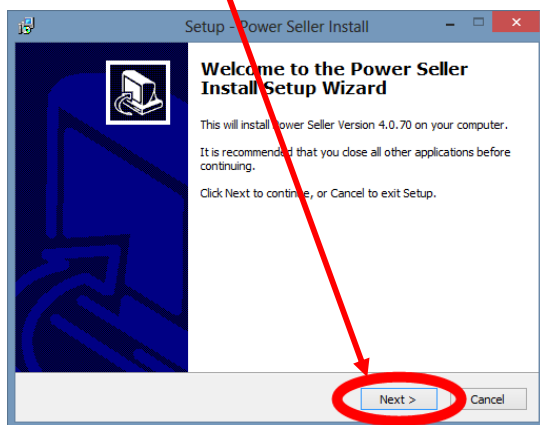 Setup - Power Seller Install
Welcome to the Power Seller
Install Setup Wizard
This will install Power Seller Version 4.0.70 on your computer.
It is recommended that you close all other applications before
continuing.
Click Next to continue, or Cancel to exit Setup.
Next >
Cancel